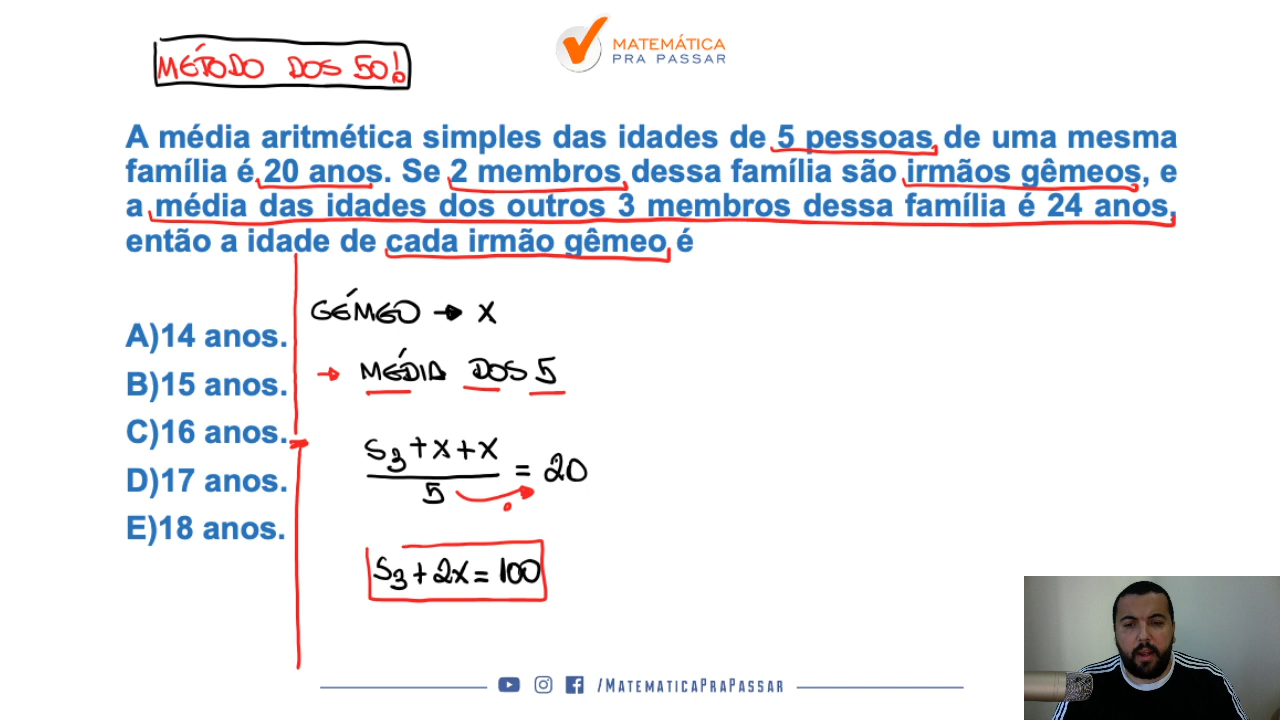 MÉTODO DOS 50!
MATEMÁTICA
PRA PASSAR
A média aritmética simples das idades de 5 pessoas de uma mesma
família é 20 anos. Se 2 membros dessa família são irmãos gêmeos, e
a média das idades dos outros 3 membros dessa família é 24 anos,
então a idade de cada irmão gêmeo é
A)14 anos.
B)15 anos.
C)16 anos.
D)17 anos.
E)18 anos.
GÉMEO → X
→ MÉDIA DOS 5
S3 + X + X
5
= 20
S3 + 2X = 100
/MatematicaPraPassar